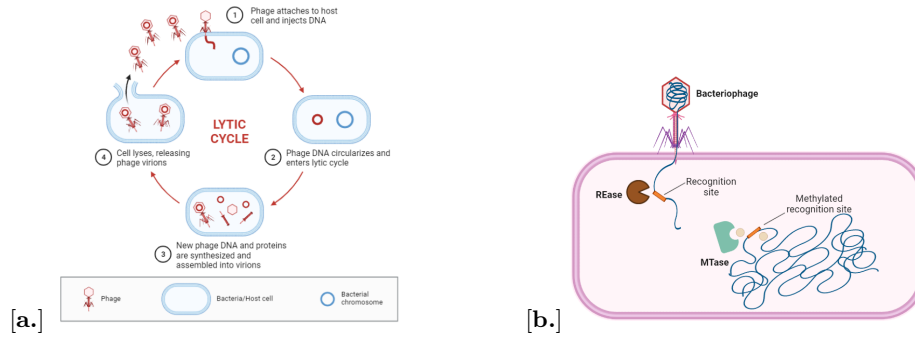 1
Phage attaches to host
cell and injects DNA
LYTIC
CYCLE
2
Phage DNA circularizes and
enters lytic cycle
3
New phage DNA and proteins
are synthesized and
assembled into virions
4
Cell lyses, releasing
phage virions
Phage
Bacteria/Host cell
Bacterial
chromosome
[a.]
Bacteriophage
REase
Recognition
site
Methylated
recognition site
MTase
[b.]